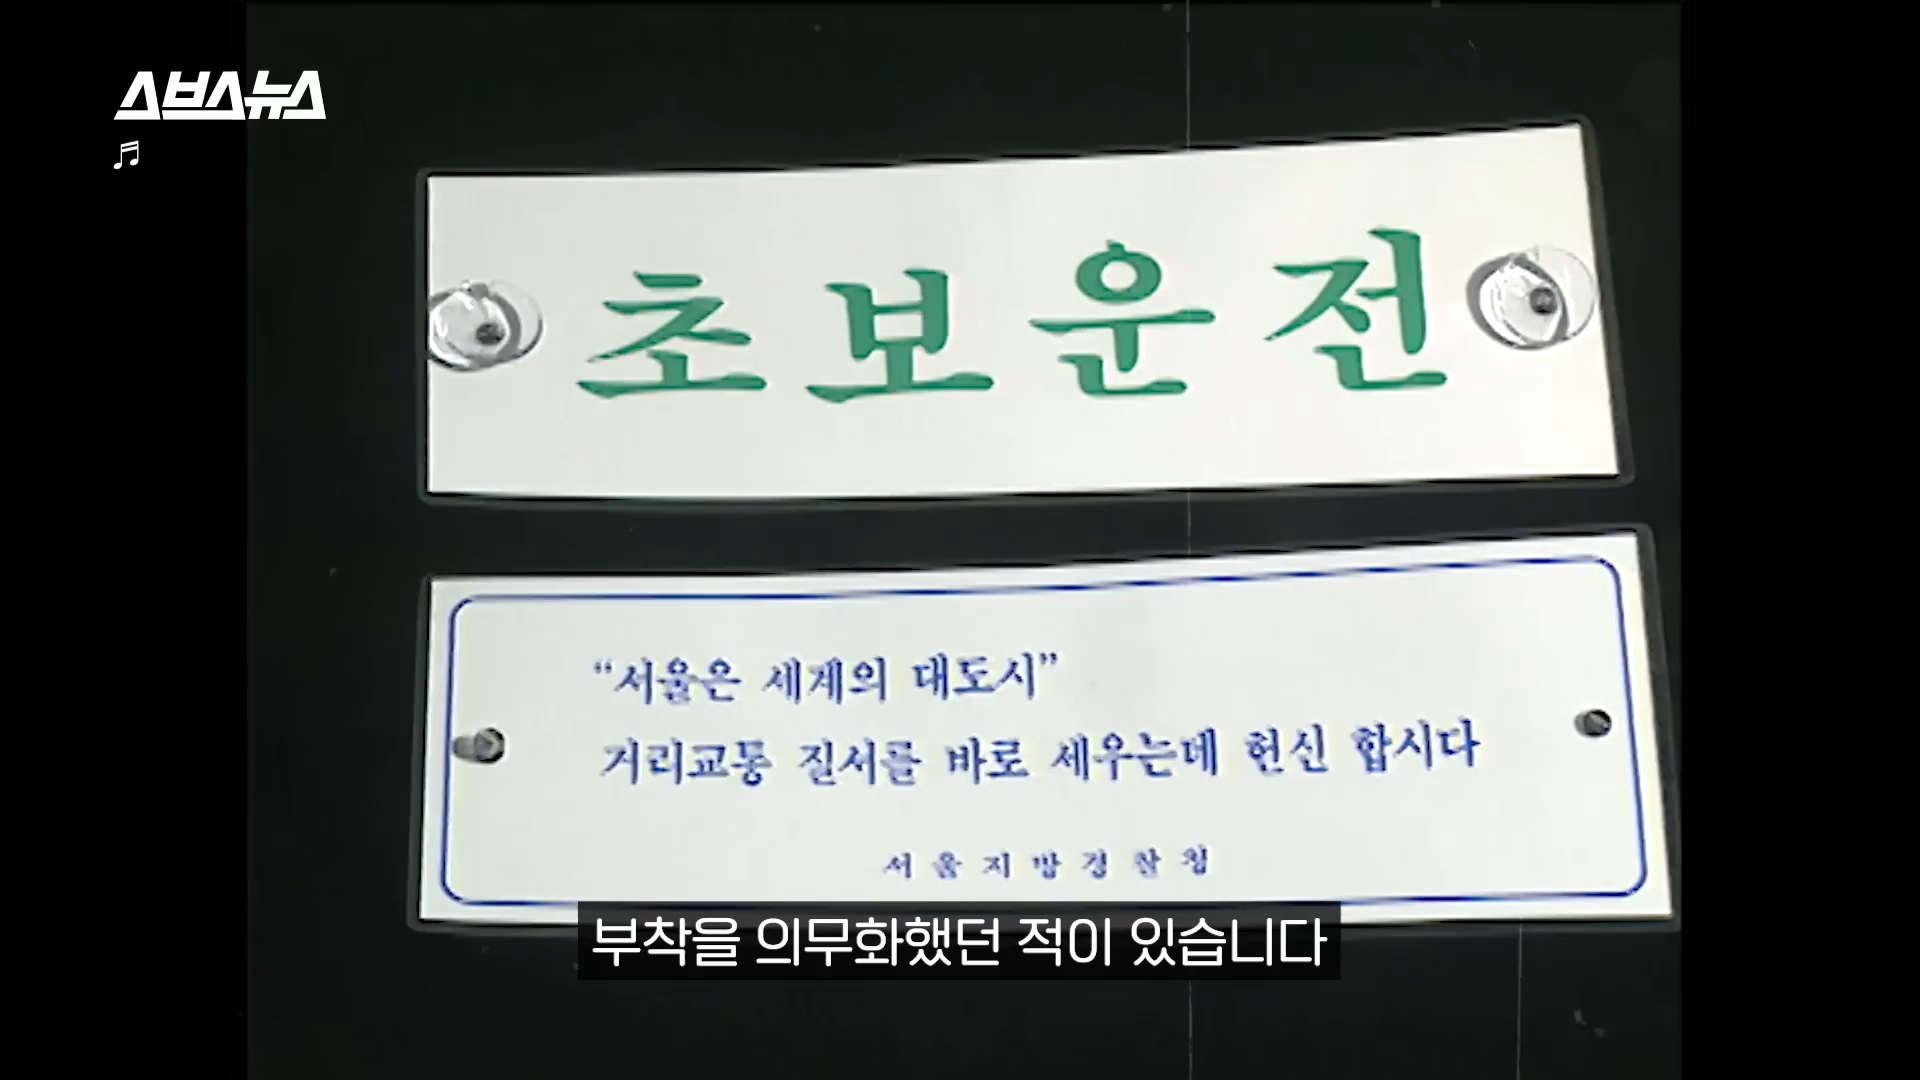 스브스뉴스
초보운전
“서울은 세계의 대도시”
거리교통 질서를 바로 세우는데 헌신 합시다
서울지방경찰청
부착을 의무화했던 적이 있습니다